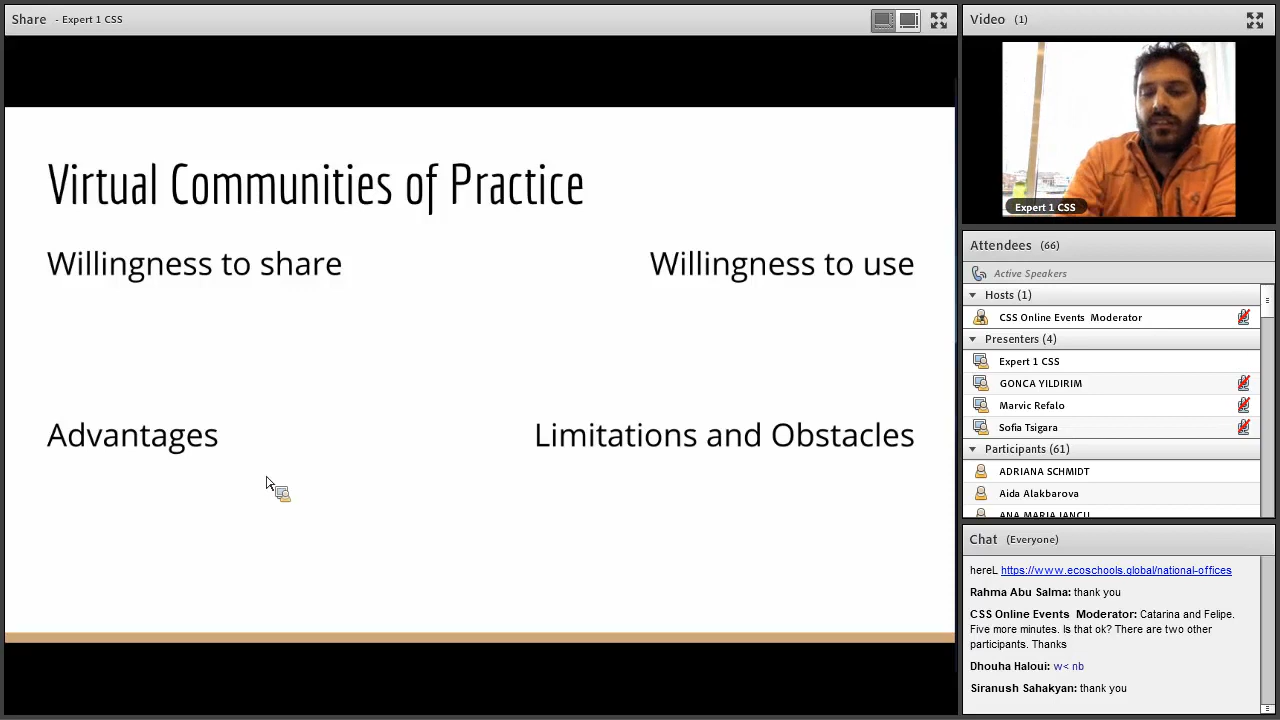 Share - Expert 1 CSS
Virtual Communities of Practice
Willingness to share
Willingness to use
Advantages
Limitations and Obstacles
Video (1)
Expert 1 CSS
Attendees (66)
Active Speakers
Hosts (1)
CSS Online Events Moderator
Presenters (4)
Expert 1 CSS
GONCA YILDIRIM
Marvic Refalo
Sofia Tsigara
Participants (61)
ADRIANA SCHMIDT
Aida Alakbarova
ANA MARIA IANCU
Chat (Everyone)
hereL https://www.ecoschools.global/national-offices
Rahma Abu Salma: thank you
CSS Online Events Moderator: Catarina and Felipe.
Five more minutes. Is that ok? There are two other
participants. Thanks
Dhouha Haloui: w< nb
Siranush Sahakyan: thank you